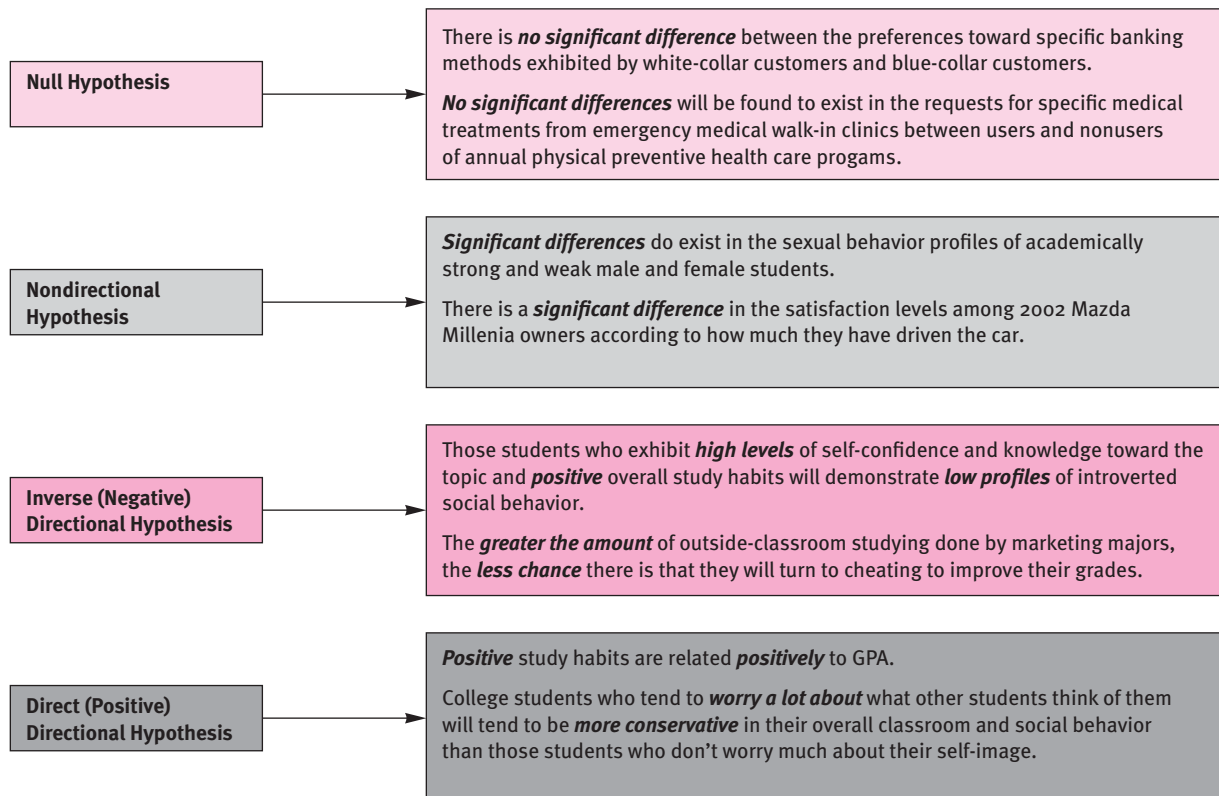 Null Hypothesis
There is no significant difference between the preferences toward specific banking
methods exhibited by white-collar customers and blue-collar customers.
No significant differences will be found to exist in the requests for specific medical
treatments from emergency medical walk-in clinics between users and nonusers
of annual physical preventive health care progams.
Nondirectional
Hypothesis
Significant differences do exist in the sexual behavior profiles of academically
strong and weak male and female students.
There is a significant difference in the satisfaction levels among 2002 Mazda
Millenia owners according to how much they have driven the car.
Inverse (Negative)
Directional Hypothesis
Those students who exhibit high levels of self-confidence and knowledge toward the
topic and positive overall study habits will demonstrate low profiles of introverted
social behavior.
The greater the amount of outside-classroom studying done by marketing majors,
the less chance there is that they will turn to cheating to improve their grades.
Direct (Positive)
Directional Hypothesis
Positive study habits are related positively to GPA.
College students who tend to worry a lot about what other students think of them
will tend to be more conservative in their overall classroom and social behavior
than those students who don't worry much about their self-image.